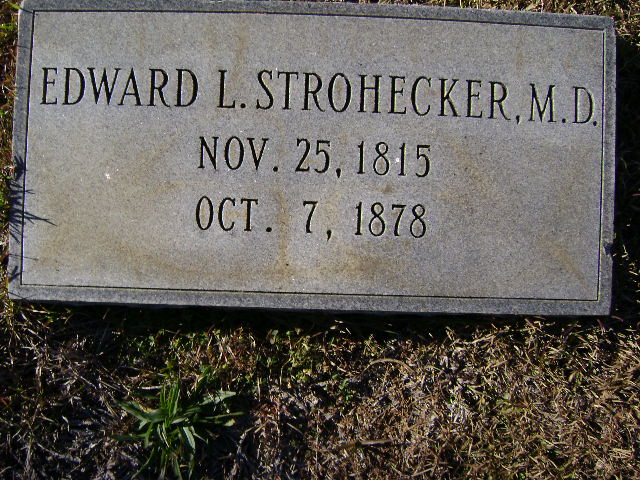 EDWARD L. STROHECKER, M.D.
NOV. 25, 1815
OCT. 7, 1878